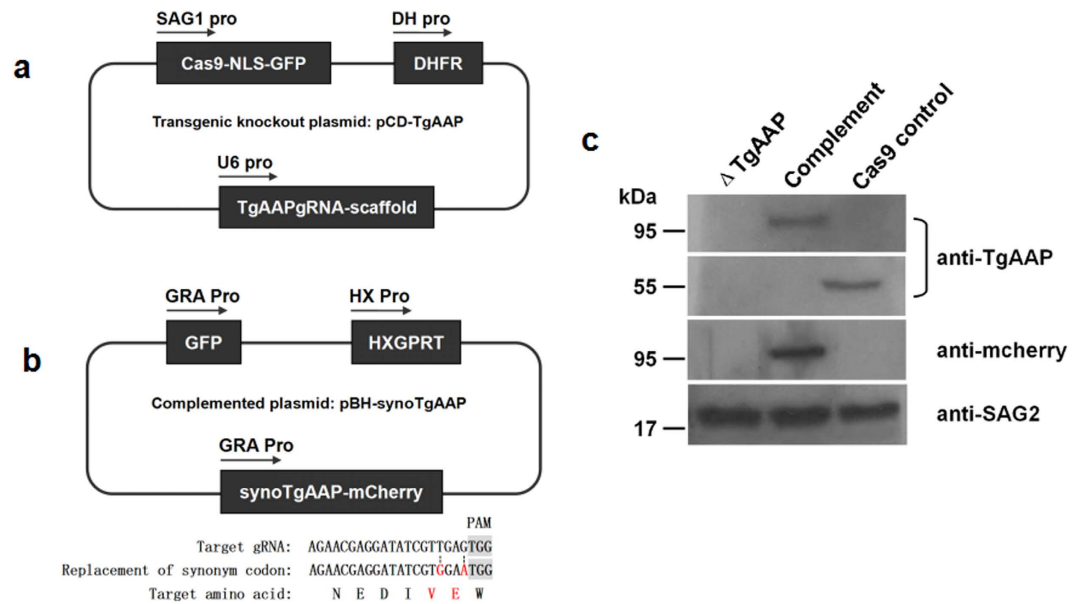 a
SAG1 pro
DH pro
Cas9-NLS-GFP
DHFR
Transgenic knockout plasmid: pCD-TgAAP
U6 pro
TgAAPgRNA-scaffold
b
GRA Pro
HX Pro
GFP
HXGPRT
Complemented plasmid: pBH-synoTgAAP
GRA Pro
synoTgAAP-mCherry
PAM
Target gRNA: AGAACGAGGATATCGTTGAGTGG
Replacement of synonym codon: AGAACGAGGATATCGTGGAATGG
Target amino acid: N E D I V E W
c
Δ TgAAP
Complement
Cas9 control
kDa
95
55
anti-TgAAP
95
anti-mcherry
17
anti-SAG2